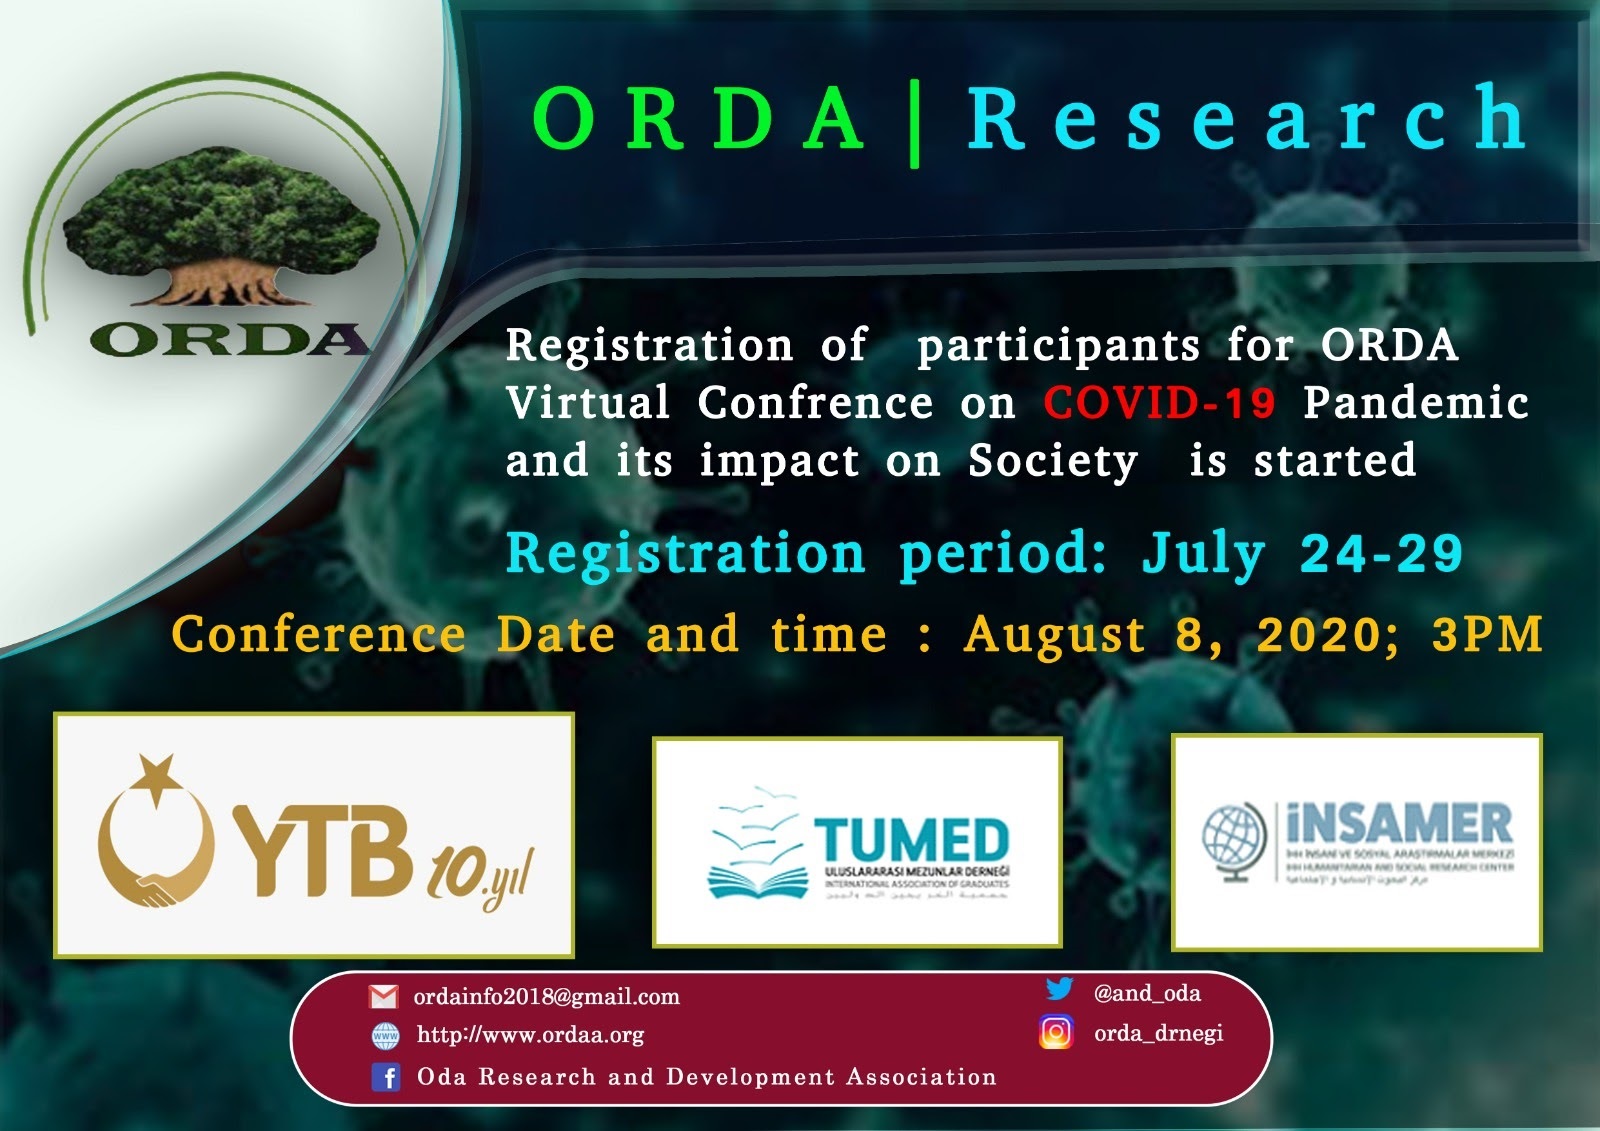 ORDA
ORDA | Research
Registration of participants for ORDA
Virtual Confrence on COVID-19 Pandemic
and its impact on Society is started
Registration period: July 24-29
Conference Date and time : August 8, 2020; 3PM
YTB 10.yıl
TUMED
ULUSLARARASI MEZUNLAR DERNEĞİ
INTERNATIONAL ASSOCIATION OF GRADUATES
iNSAMER
İHH İNSANİ VE SOSYAL ARAŞTIRMALAR MERKEZİ
IHH HUMANITARIAN AND SOCIAL RESEARCH CENTER
ordainfo2018@gmail.com
http://www.ordaa.org
Oda Research and Development Association
@and_oda
orda_drnegi